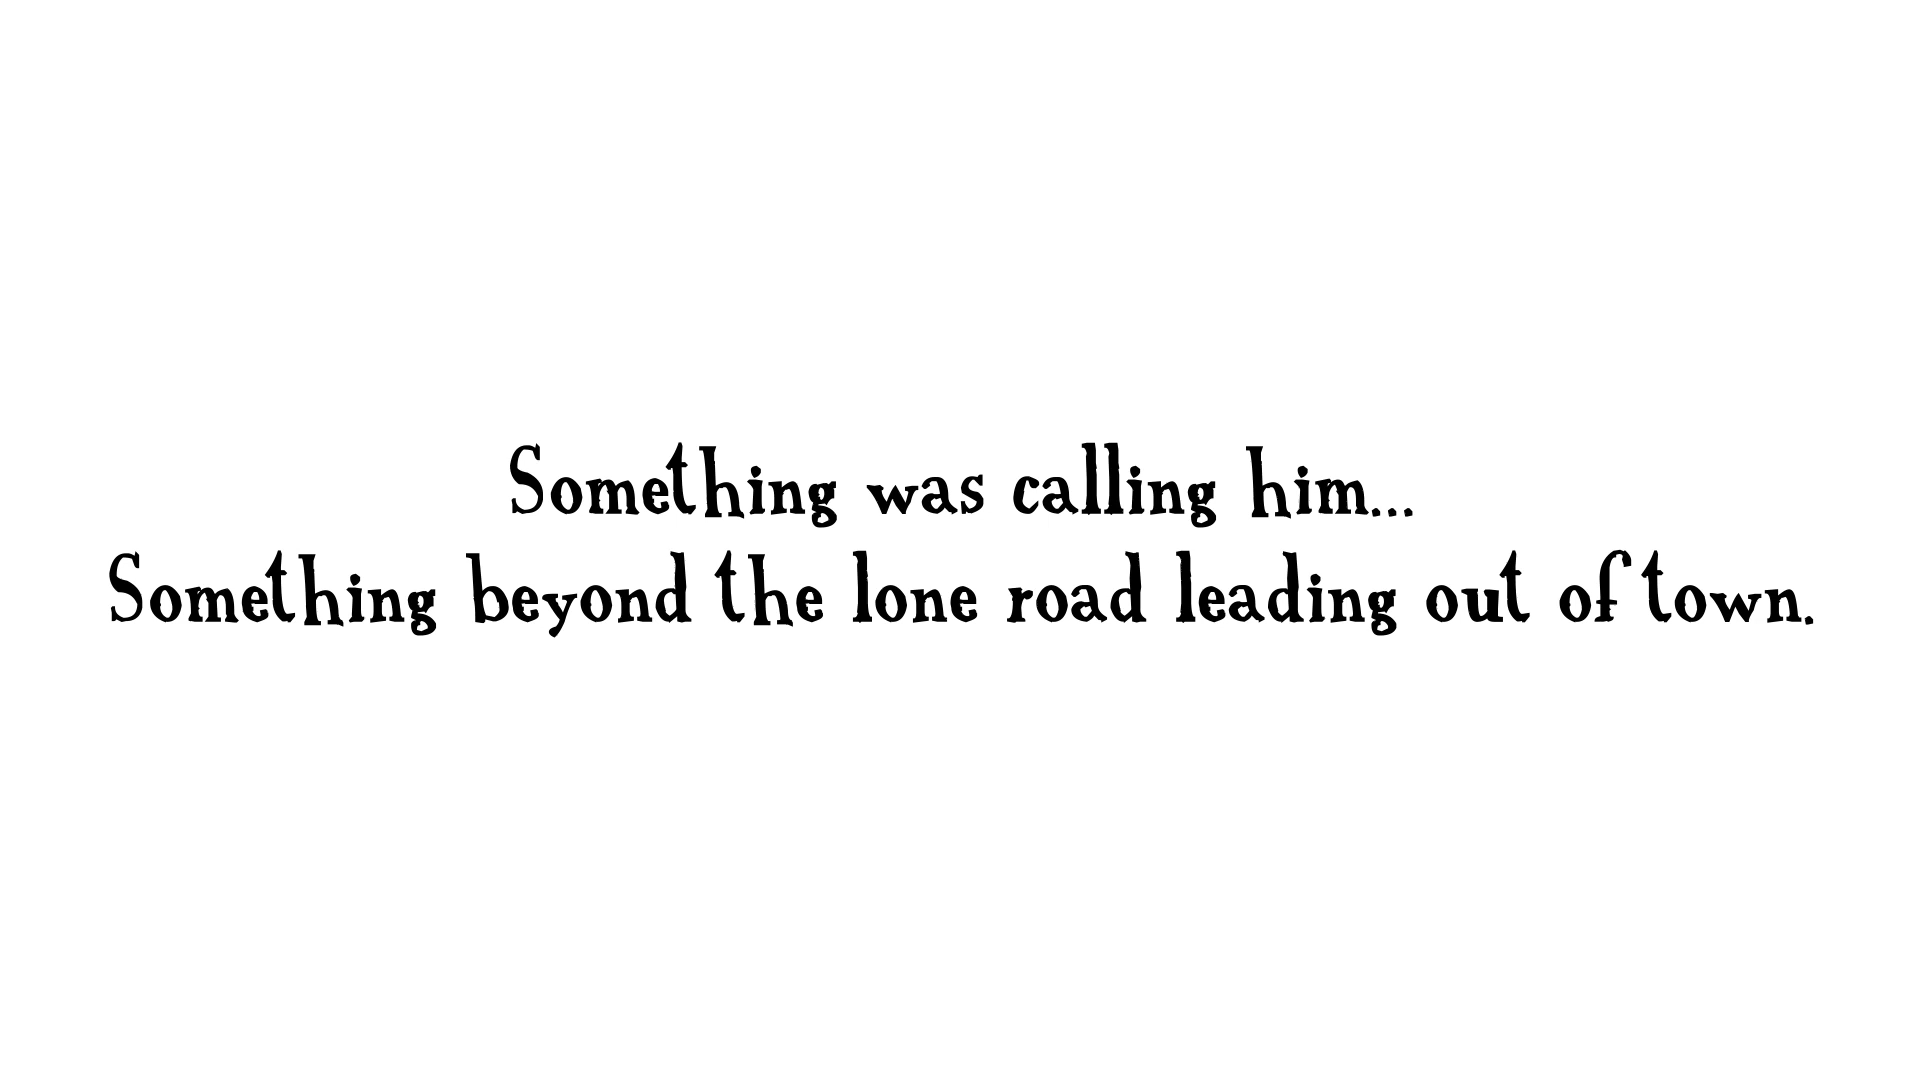 Something was calling him...
Something beyond the lone road leading out of town.